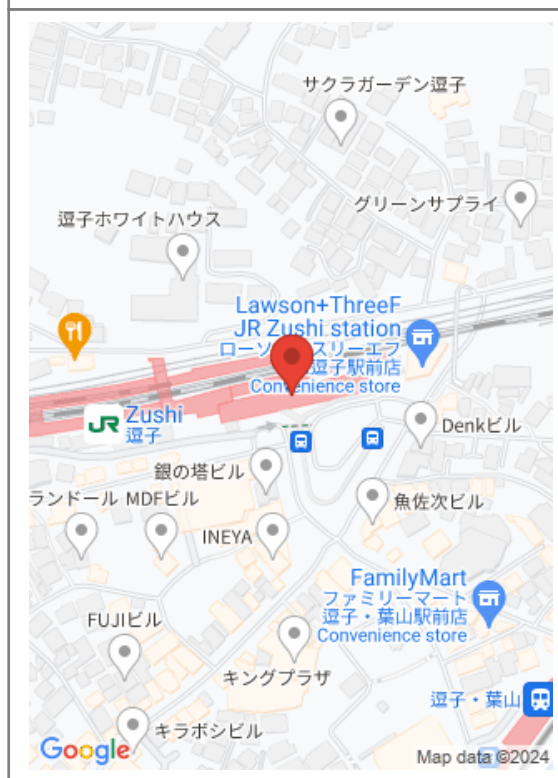 サクラガーデン逗子
グリーンサプライ
逗子ホワイトハウス
Lawson+ThreeF
JR Zushi station
ローソン スリーエフ
逗子駅前店
Convenience store
JR
Zushi
逗子
Denkビル
銀の塔ビル
ランドール
MDFビル
魚佐次ビル
INEYA
FamilyMart
ファミリーマート
逗子・葉山駅前店
Convenience store
FUJIビル
キングプラザ
逗子・葉山
キラボシビル
Google
Map data ©2024